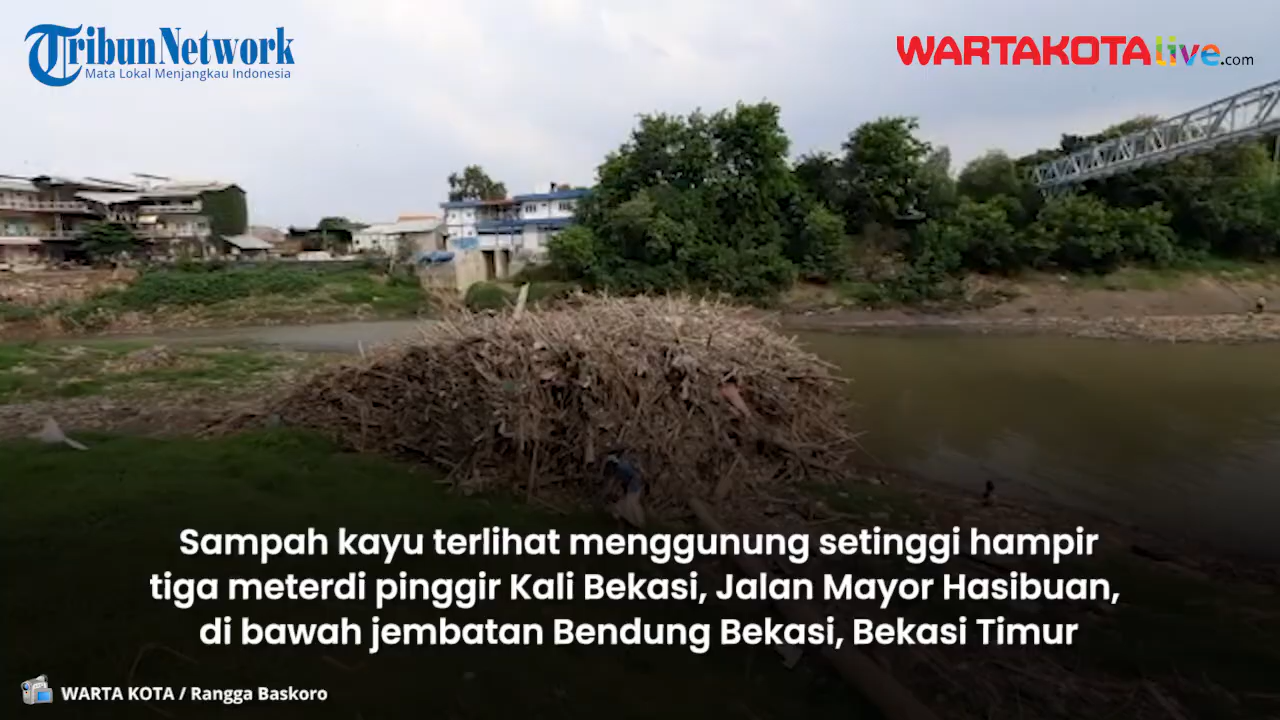 TribunNetwork
Mata Lokal Menjangkau Indonesia
WARTAKOTAlive.com
Sampah kayu terlihat menggunung setinggi hampir
tiga meterdi pinggir Kali Bekasi, Jalan Mayor Hasibuan,
di bawah jembatan Bendung Bekasi, Bekasi Timur
WARTA KOTA / Rangga Baskoro